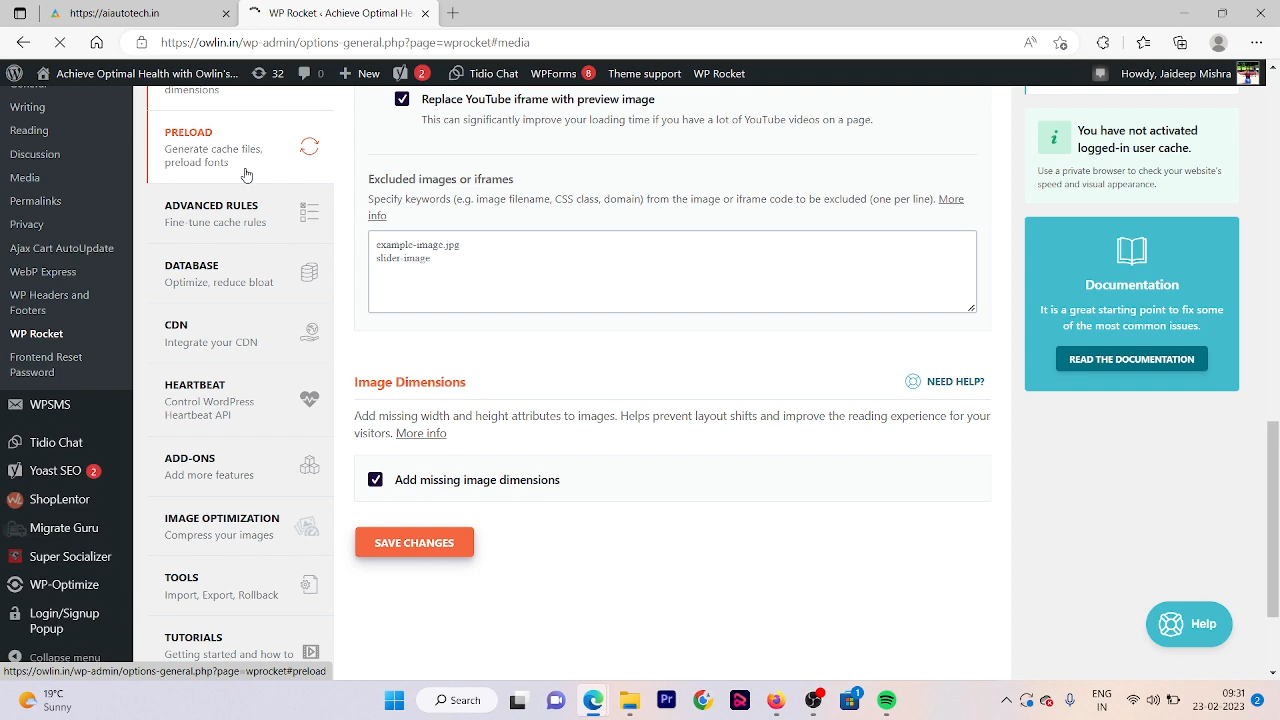 https://iautotech.in/
WP Rocket ‹ Achieve Optimal He
https://owlin.in/wp-admin/options-general.php?page=wprocket#media
Achieve Optimal Health with Owlin's...
32
0
New
2
Tidio Chat
WPForms 8
Theme support
WP Rocket
Howdy, Jaideep Mishra
Writing
Reading
Discussion
Media
Permalinks
Privacy
Ajax Cart AutoUpdate
WebP Express
WP Headers and
Footers
WP Rocket
Frontend Reset
Password
WPSMS
Tidio Chat
Yoast SEO 2
ShopLentor
Migrate Guru
Super Socializer
WP-Optimize
Login/Signup
Popup
Collapse menu
dimensions
PRELOAD
Generate cache files,
preload fonts
ADVANCED RULES
Fine-tune cache rules
DATABASE
Optimize, reduce bloat
CDN
Integrate your CDN
HEARTBEAT
Control WordPress
Heartbeat API
ADD-ONS
Add more features
IMAGE OPTIMIZATION
Compress your images
TOOLS
Import, Export, Rollback
TUTORIALS
Getting started and how to
Replace YouTube iframe with preview image
This can significantly improve your loading time if you have a lot of YouTube videos on a page.
Excluded images or iframes
Specify keywords (e.g. image filename, CSS class, domain) from the image or iframe code to be excluded (one per line). More
info
example-image.jpg
slider-image
Image Dimensions
NEED HELP?
Add missing width and height attributes to images. Helps prevent layout shifts and improve the reading experience for your
visitors. More info
Add missing image dimensions
SAVE CHANGES
You have not activated
logged-in user cache.
Use a private browser to check your website's
speed and visual appearance.
Documentation
It is a great starting point to fix some
of the most common issues.
READ THE DOCUMENTATION
Help
https://owlin.in/wp-admin/options-general.php?page=wprocket#preload
19°C
Sunny
Search
Pr
1
ENG
IN
09:31
23-02-2023
2